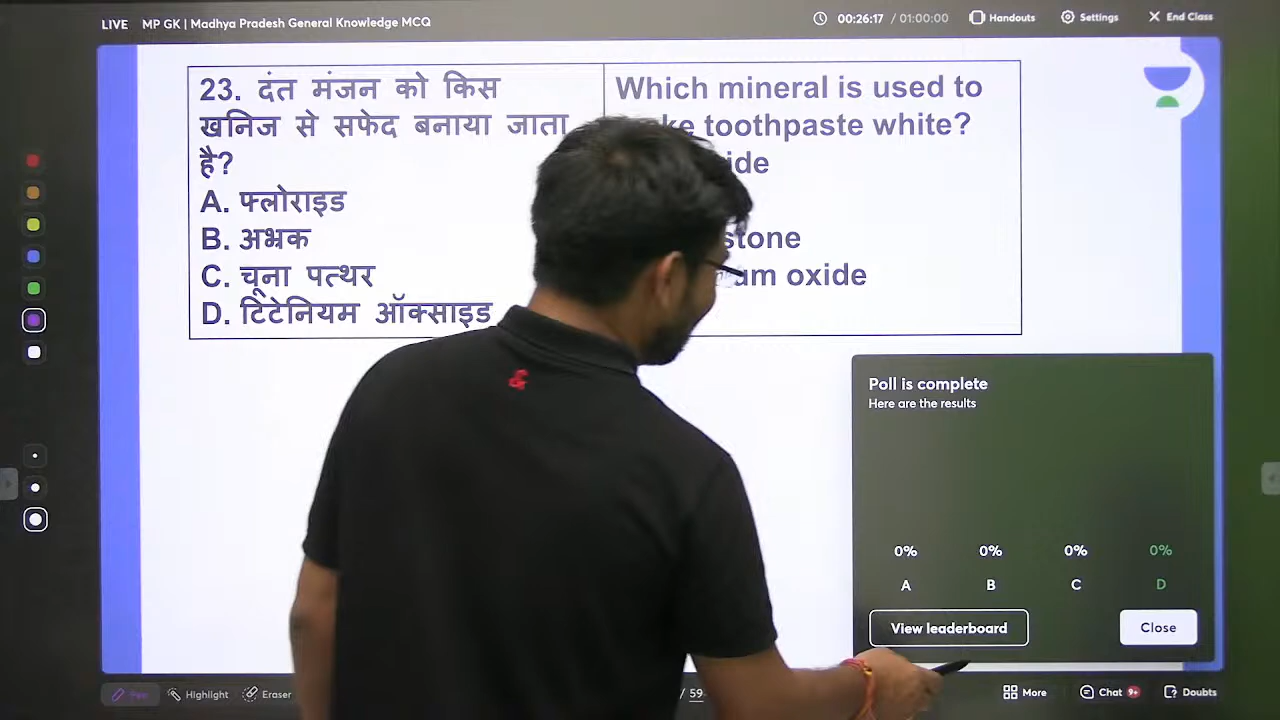 LIVE MP GK | Madhya Pradesh General Knowledge MCQ
00:26:17 / 01:00:00 Handouts Settings End Class
23. दंत मंजन को किस
खनिज से सफेद बनाया जाता
है?
A. फ्लोराइड
B. अभ्रक
C. चूना पत्थर
D. टिटेनियम ऑक्साइड
Which mineral is used to
toothpaste white?
oxide
Poll is complete
Here are the results
0% 0% 0% 0%
A B C D
View leaderboard Close
Pen Highlight Eraser / 59 More Chat 9+ Doubts